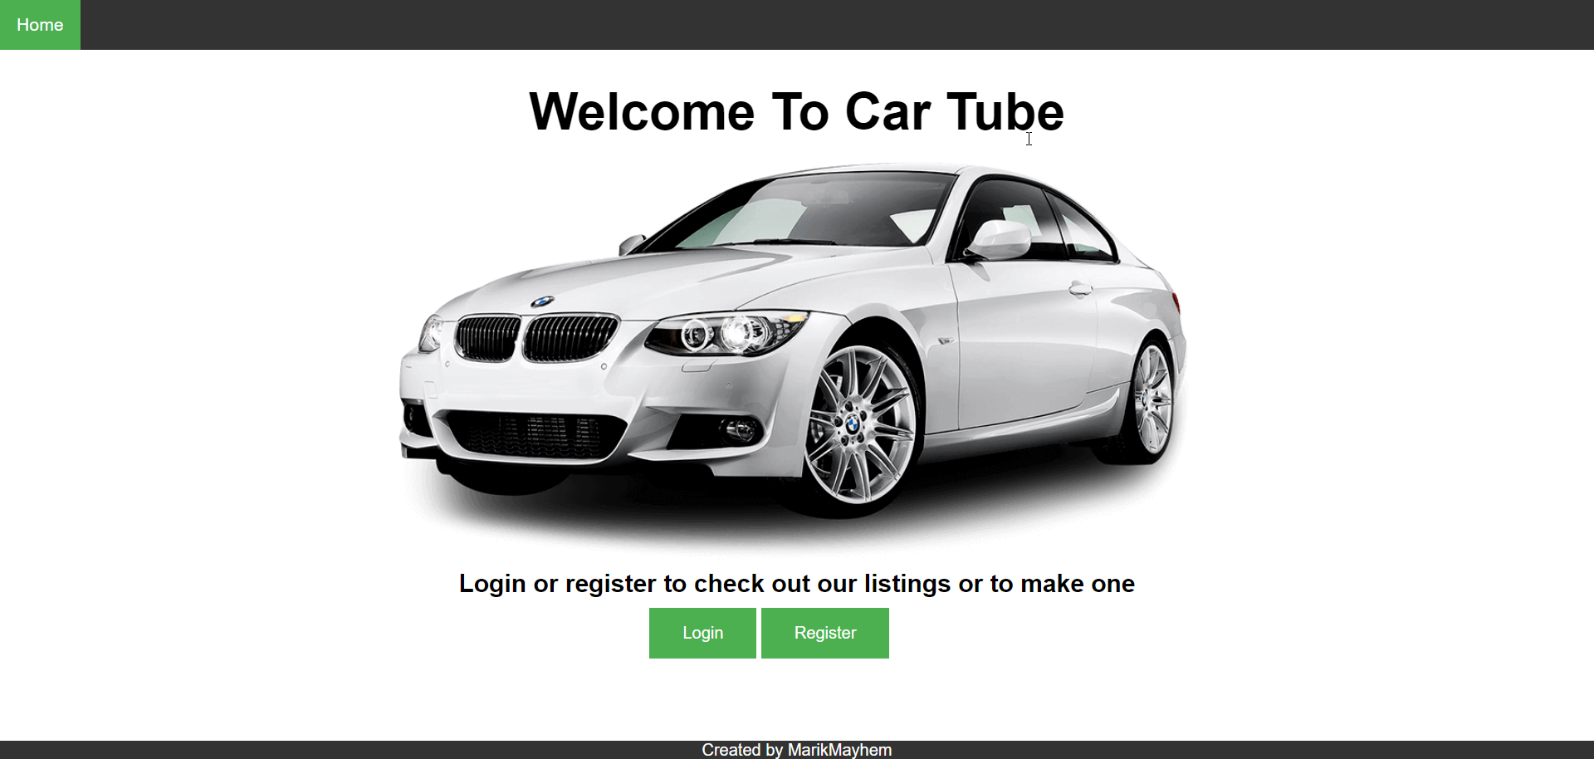 Home
Welcome To Car Tube
Login or register to check out our listings or to make one
Login Register
Created by MarikMayhem